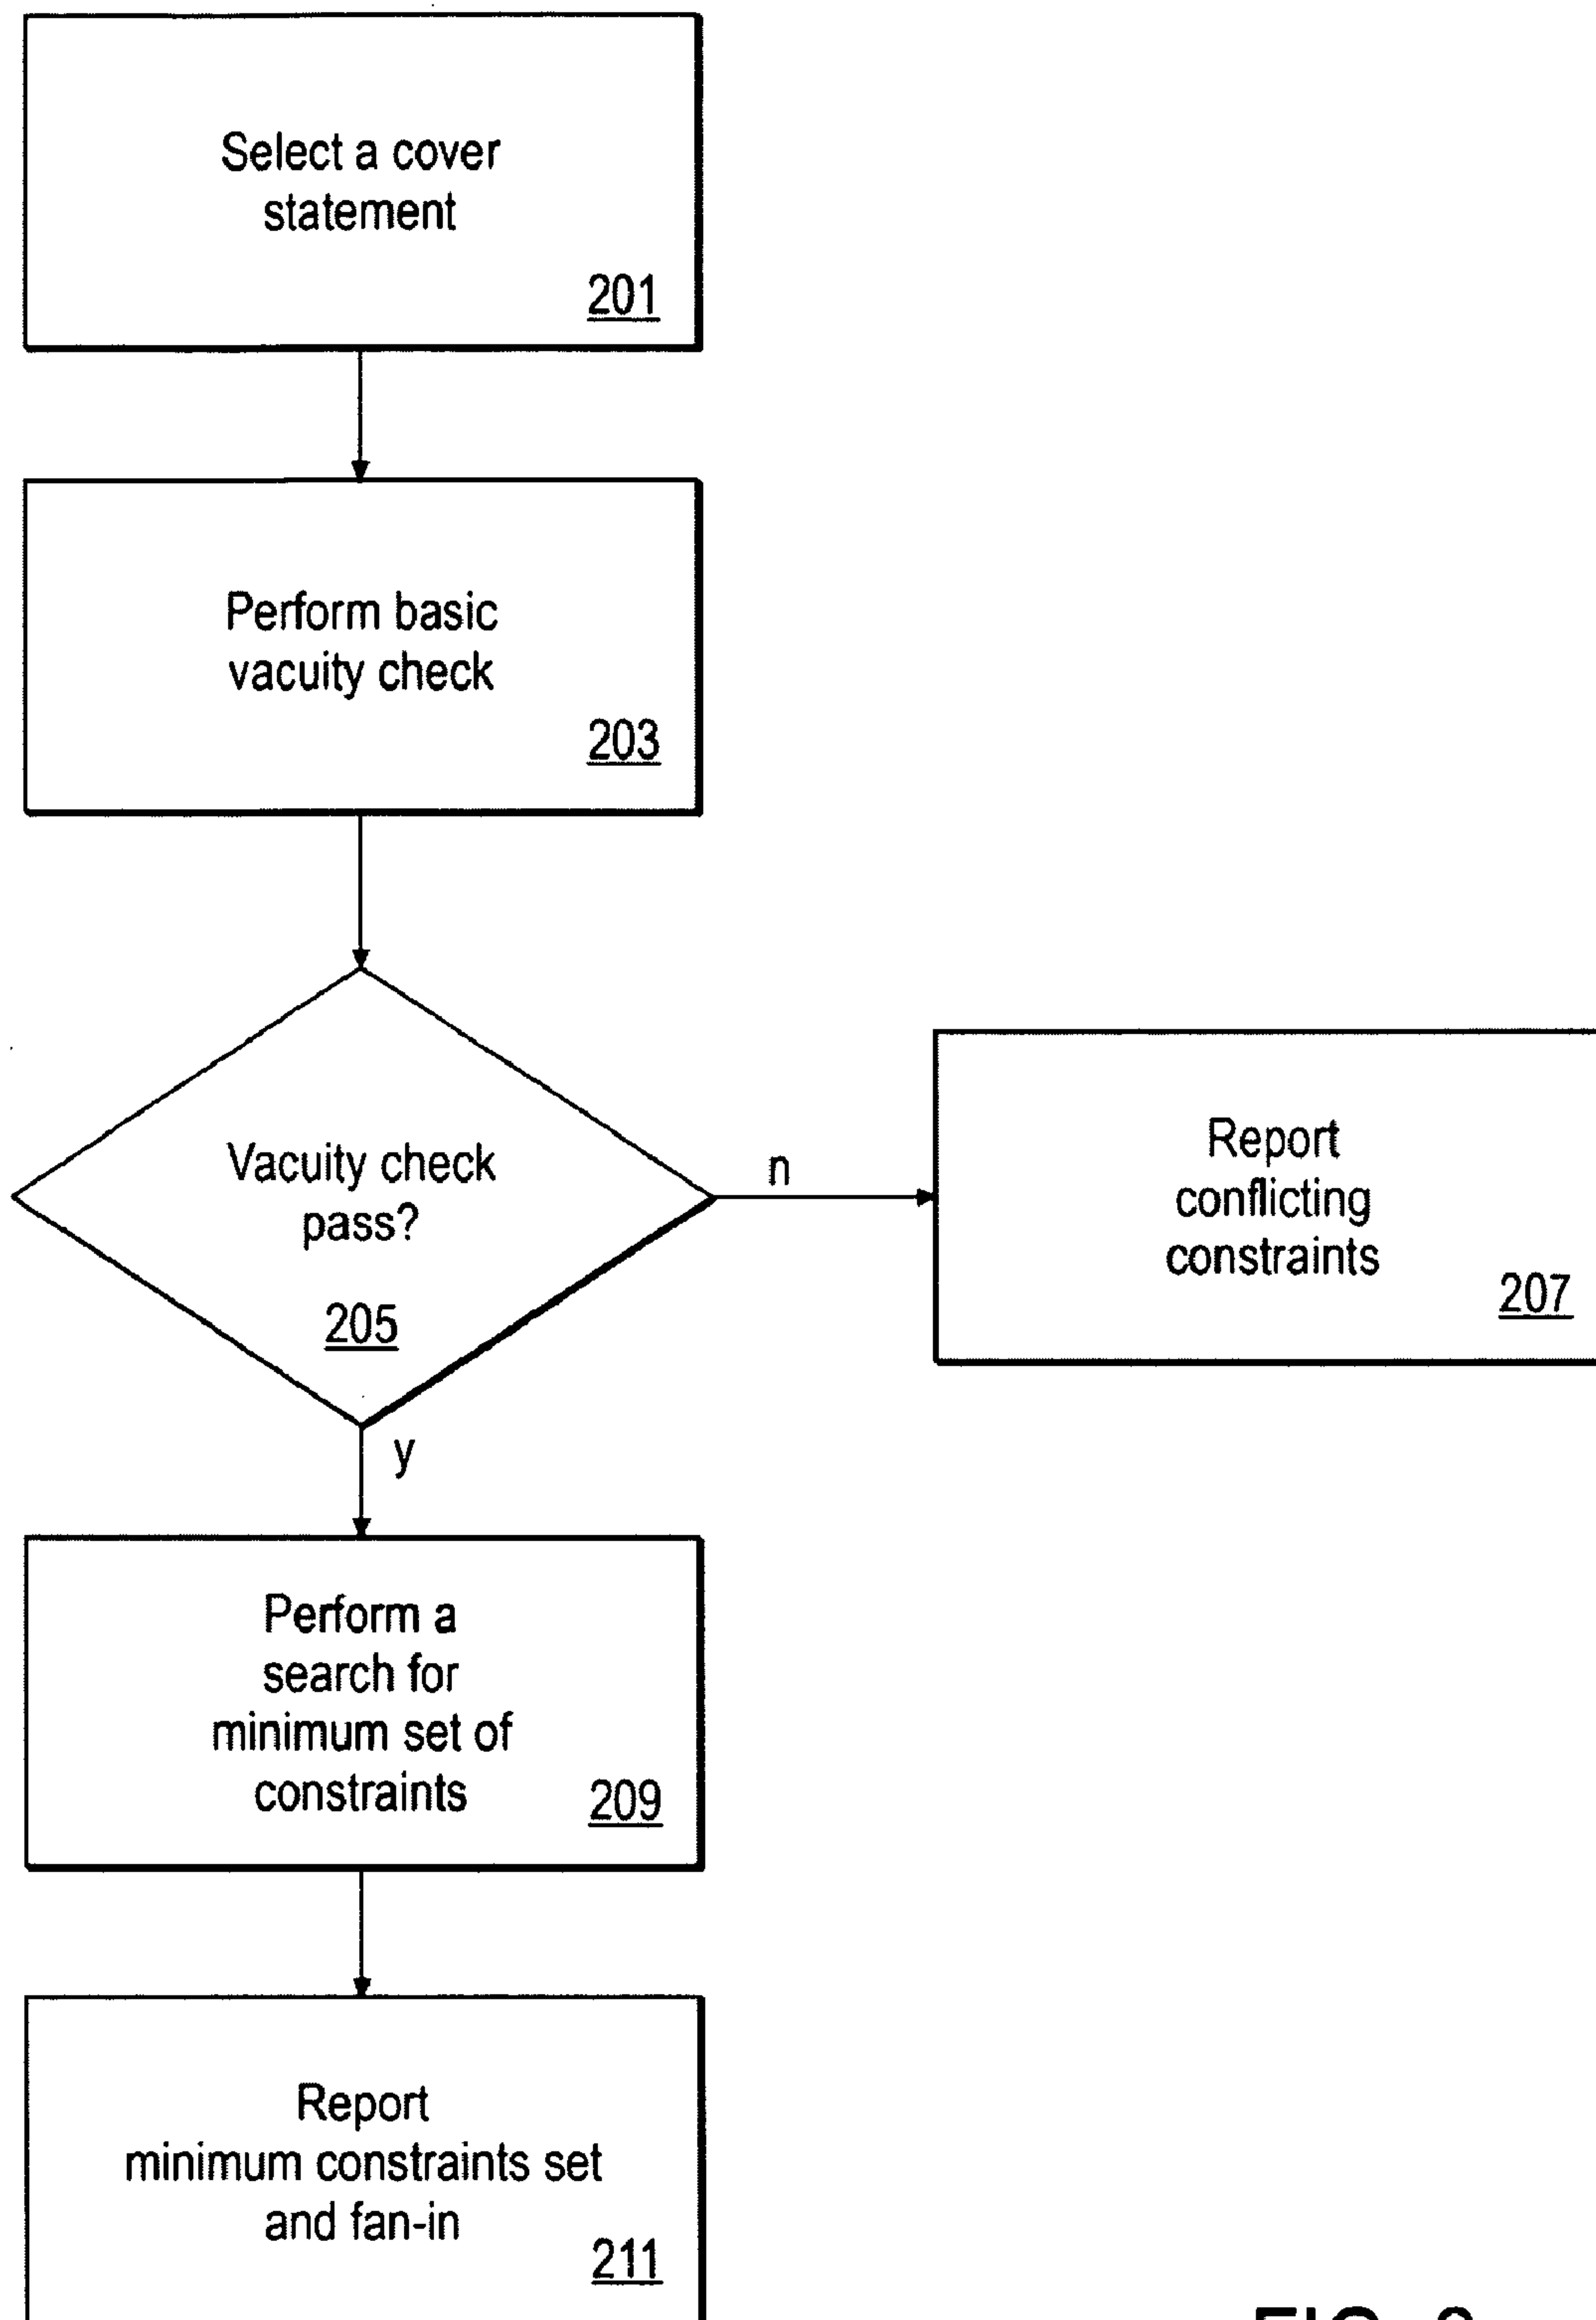 Select a cover
statement
201
Perform basic
vacuity check
203
Vacuity check
pass?
205
n
Report
conflicting
constraints
207
y
Perform a
search for
minimum set of
constraints
209
Report
minimum constraints set
and fan-in
211